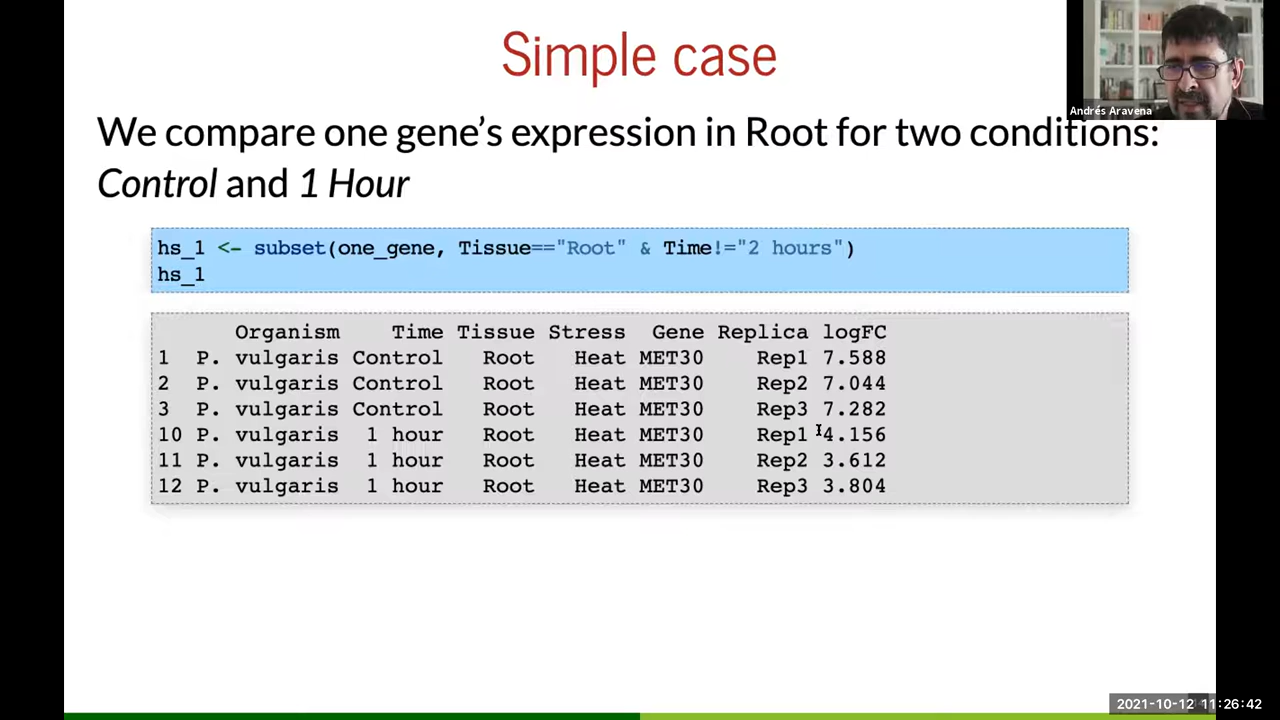 Simple case
Andrés Aravena
We compare one gene’s expression in Root for two conditions:
Control and 1 Hour
hs_1 <- subset(one_gene, Tissue=="Root" & Time!="2 hours")
hs_1
Organism Time Tissue Stress Gene Replica logFC
1 P. vulgaris Control Root Heat MET30 Rep1 7.588
2 P. vulgaris Control Root Heat MET30 Rep2 7.044
3 P. vulgaris Control Root Heat MET30 Rep3 7.282
10 P. vulgaris 1 hour Root Heat MET30 Rep1 4.156
11 P. vulgaris 1 hour Root Heat MET30 Rep2 3.612
12 P. vulgaris 1 hour Root Heat MET30 Rep3 3.804
2021-10-12 11:26:42